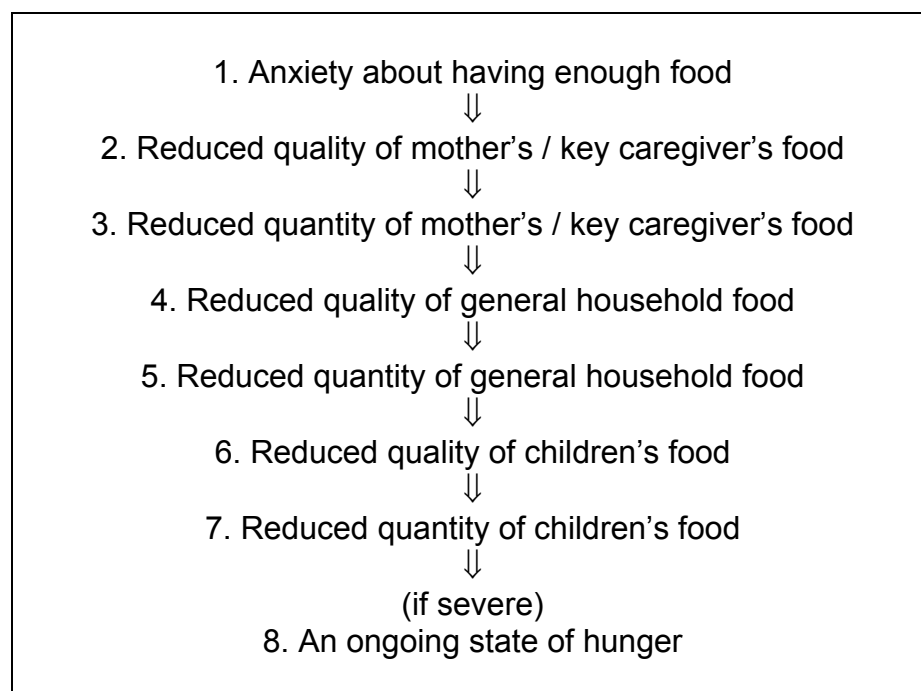 1. Anxiety about having enough food
⇓
2. Reduced quality of mother’s / key caregiver’s food
⇓
3. Reduced quantity of mother’s / key caregiver’s food
⇓
4. Reduced quality of general household food
⇓
5. Reduced quantity of general household food
⇓
6. Reduced quality of children’s food
⇓
7. Reduced quantity of children’s food
⇓
(if severe)
8. An ongoing state of hunger